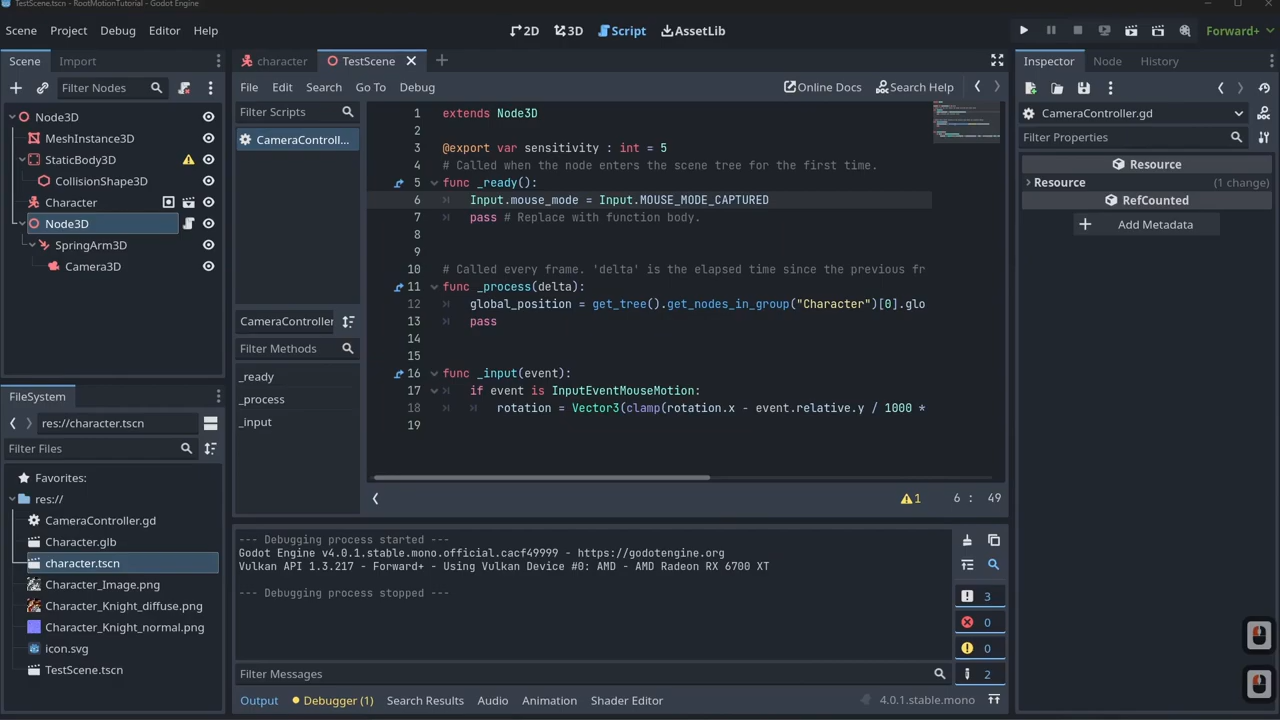 TestScene.tscn - RootMotionTutorial - Godot Engine
Scene Project Debug Editor Help
2D 3D Script AssetLib
Forward+
Scene Import
Filter Nodes
Node3D
MeshInstance3D
StaticBody3D
CollisionShape3D
Character
Node3D
SpringArm3D
Camera3D
FileSystem
res://character.tscn
Filter Files
Favorites:
res://
CameraController.gd
Character.glb
character.tscn
Character_Image.png
Character_Knight_diffuse.png
Character_Knight_normal.png
icon.svg
TestScene.tscn
character TestScene
File Edit Search Go To Debug
Online Docs Search Help
Filter Scripts
CameraControll...
CameraController
Filter Methods
_ready
_process
_input
1 extends Node3D
2
3 @export var sensitivity : int = 5
4 # Called when the node enters the scene tree for the first time.
5 func _ready():
6 Input.mouse_mode = Input.MOUSE_MODE_CAPTURED
7 pass # Replace with function body.
8
9
10 # Called every frame. 'delta' is the elapsed time since the previous fr
11 func _process(delta):
12 global_position = get_tree().get_nodes_in_group("Character")[0].glo
13 pass
14
15
16 func _input(event):
17 if event is InputEventMouseMotion:
18 rotation = Vector3(clamp(rotation.x - event.relative.y / 1000 *
19
1 6 : 49
--- Debugging process started ---
Godot Engine v4.0.1.stable.mono.official.cacf49999 - https://godotengine.org
Vulkan API 1.3.217 - Forward+ - Using Vulkan Device #0: AMD - AMD Radeon RX 6700 XT
--- Debugging process stopped ---
3
0
0
2
Filter Messages
Output Debugger (1) Search Results Audio Animation Shader Editor
4.0.1.stable.mono
Inspector Node History
CameraController.gd
Filter Properties
Resource
Resource (1 change)
RefCounted
Add Metadata